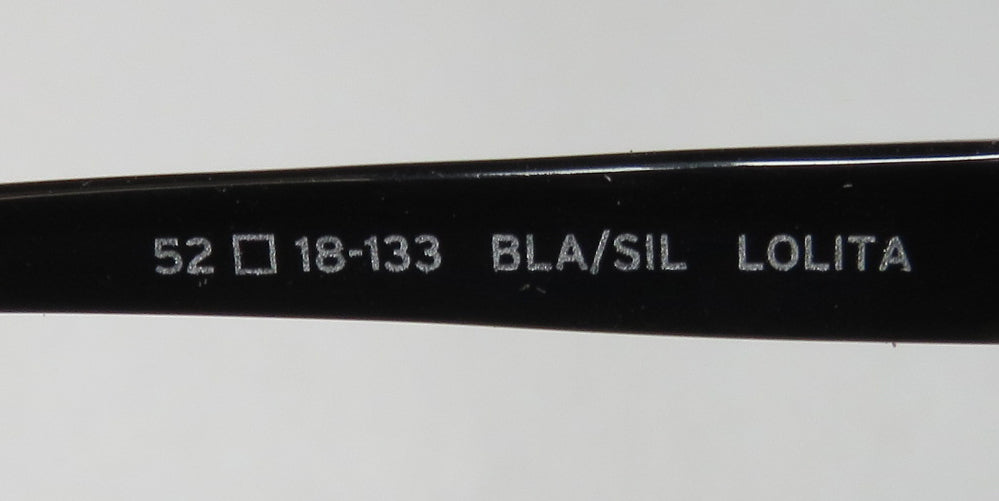 52 □ 18-133 BLA/SIL LOLITA